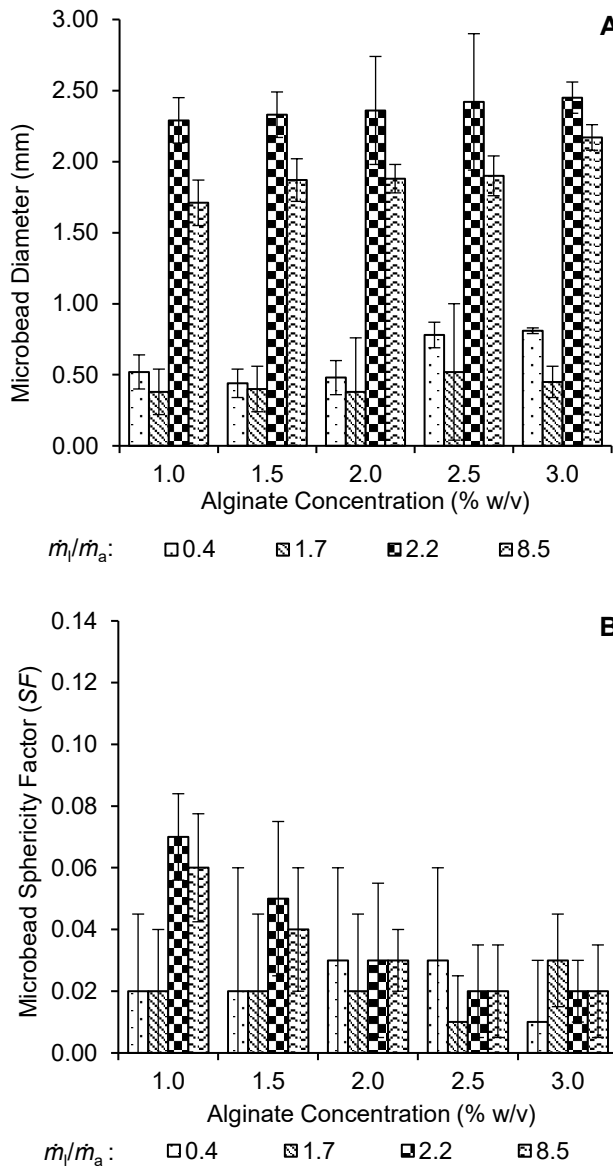 A
3.00
2.50
2.00
1.50
1.00
0.50
0.00
Microbead Diameter (mm)
1.0 1.5 2.0 2.5 3.0
Alginate Concentration (% w/v)
ṁl/ṁa: 0.4 1.7 2.2 8.5
B
0.14
0.12
0.10
0.08
0.06
0.04
0.02
0.00
Microbead Sphericity Factor (SF)
1.0 1.5 2.0 2.5 3.0
Alginate Concentration (% w/v)
ṁl/ṁa : 0.4 1.7 2.2 8.5